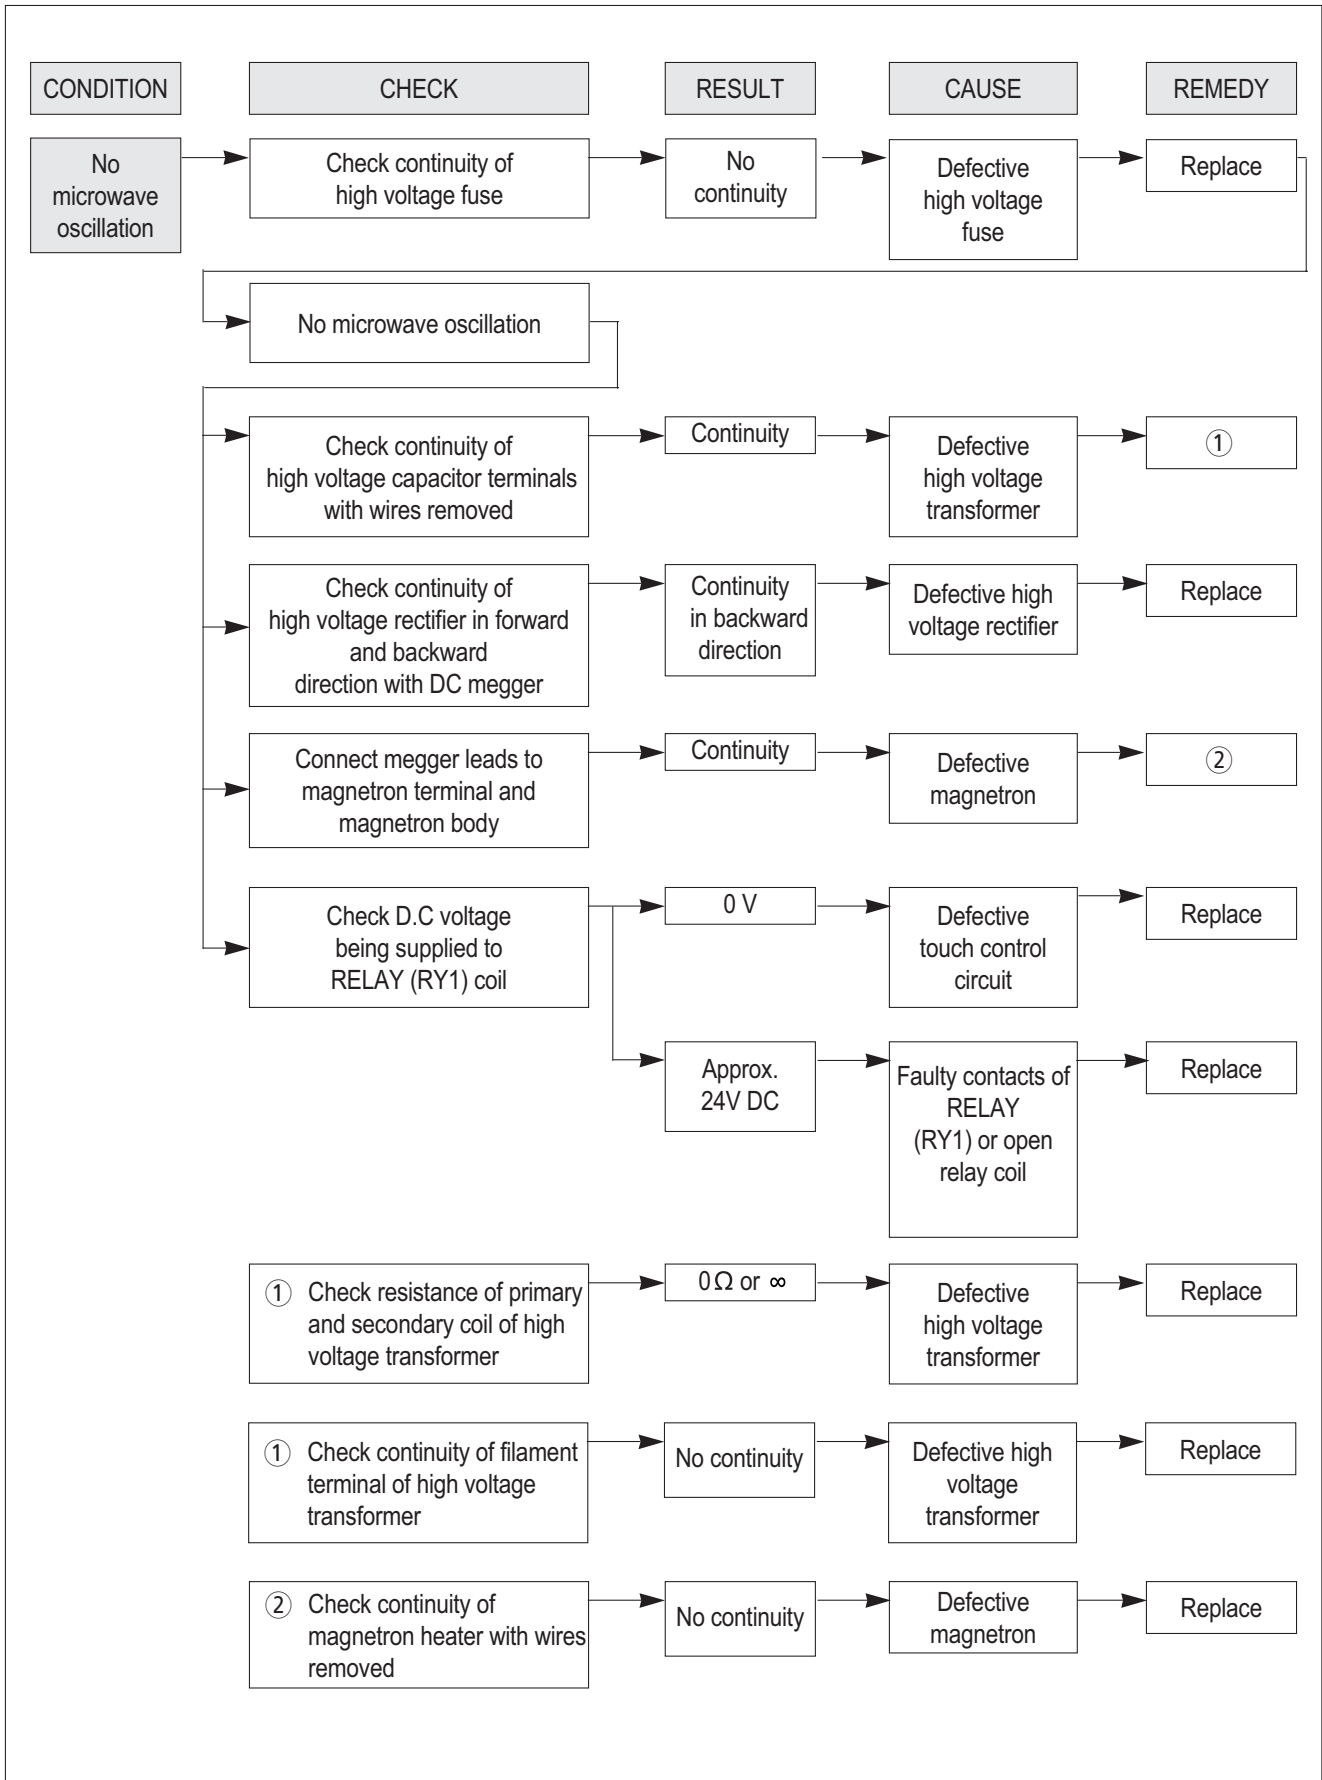 CONDITION CHECK RESULT CAUSE REMEDY
No
microwave
oscillation
Check continuity of
high voltage fuse
No
continuity
Defective
high voltage
fuse
Replace
No microwave oscillation
Check continuity of
high voltage capacitor terminals
with wires removed
Continuity
Defective
high voltage
transformer
①
Check continuity of
high voltage rectifier in forward
and backward
direction with DC megger
Continuity
in backward
direction
Defective high
voltage rectifier
Replace
Connect megger leads to
magnetron terminal and
magnetron body
Continuity
Defective
magnetron
②
Check D.C voltage
being supplied to
RELAY (RY1) coil
0 V
Defective
touch control
circuit
Replace
Approx.
24V DC
Faulty contacts of
RELAY
(RY1) or open
relay coil
Replace
① Check resistance of primary
and secondary coil of high
voltage transformer
0Ω or ∞
Defective
high voltage
transformer
Replace
① Check continuity of filament
terminal of high voltage
transformer
No continuity
Defective high
voltage
transformer
Replace
② Check continuity of
magnetron heater with wires
removed
No continuity
Defective
magnetron
Replace